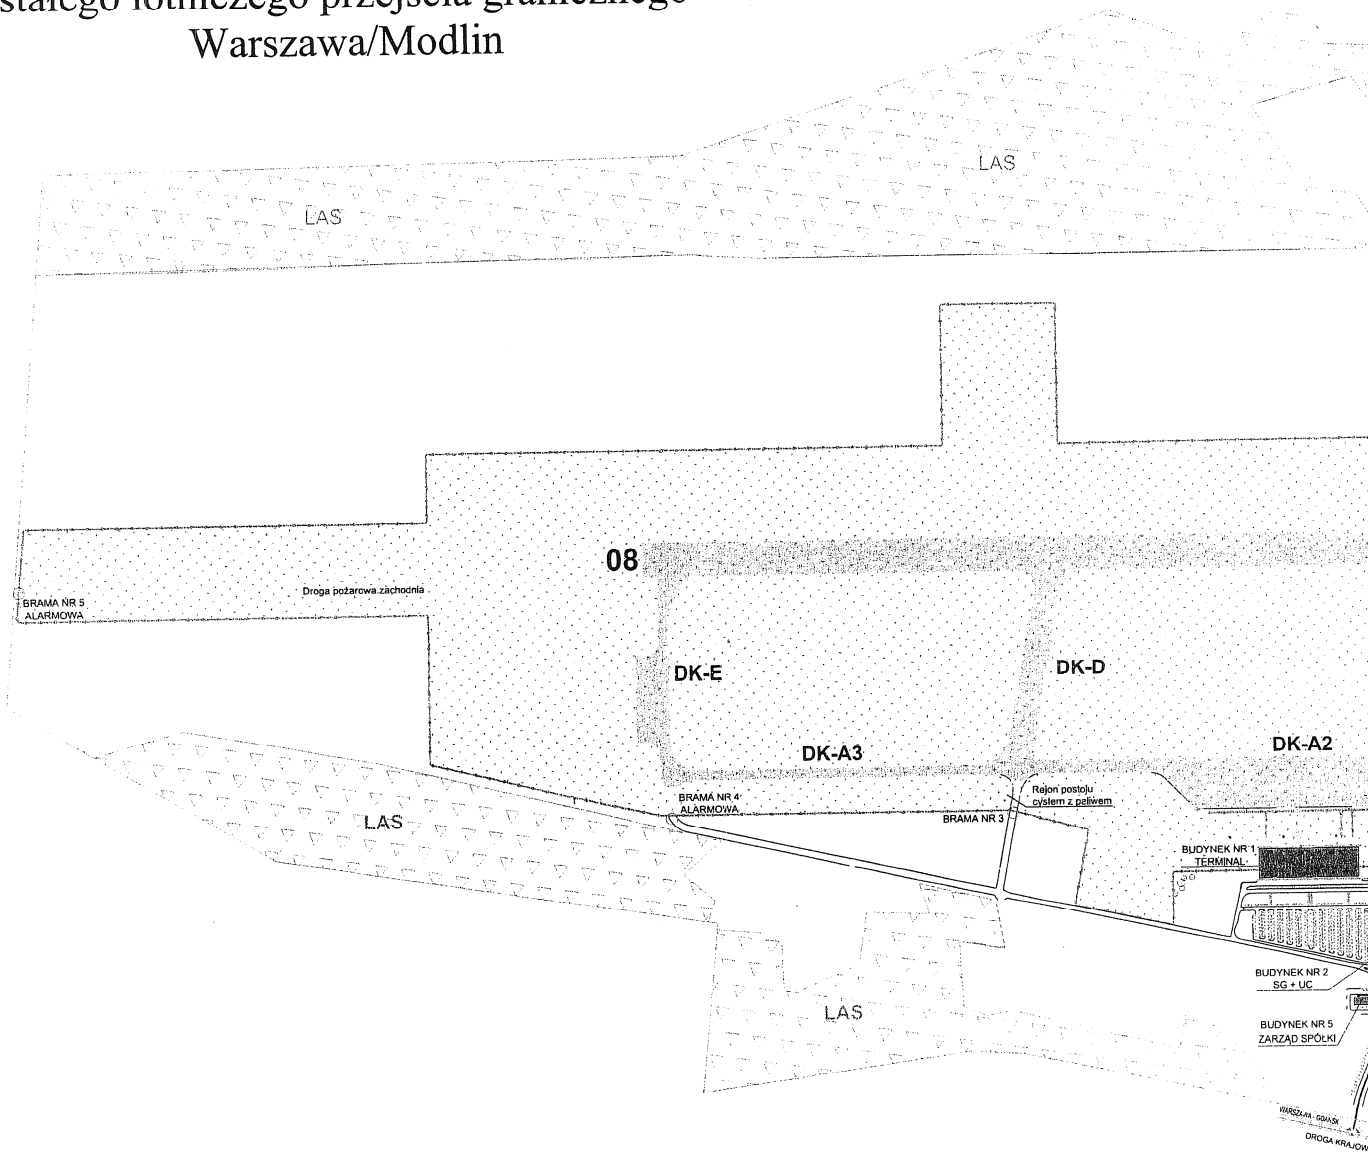 stałego lotniczego przejścia granicznego
Warszawa/Modlin
LAS
LAS
08
Droga pożarowa zachodnia
BRAMA NR 5
ALARMOWA
DK-E
DK-D
DK-A3
DK-A2
BRAMA NR 4
ALARMOWA
Rejon postoju
cystern z paliwem
BRAMA NR 3
LAS
BUDYNEK NR 1
TERMINAL
BUDYNEK NR 2
SG + UC
LAS
BUDYNEK NR 5
ZARZĄD SPÓŁKI
WARSZAWA - GDAŃSK
DROGA KRAJOW